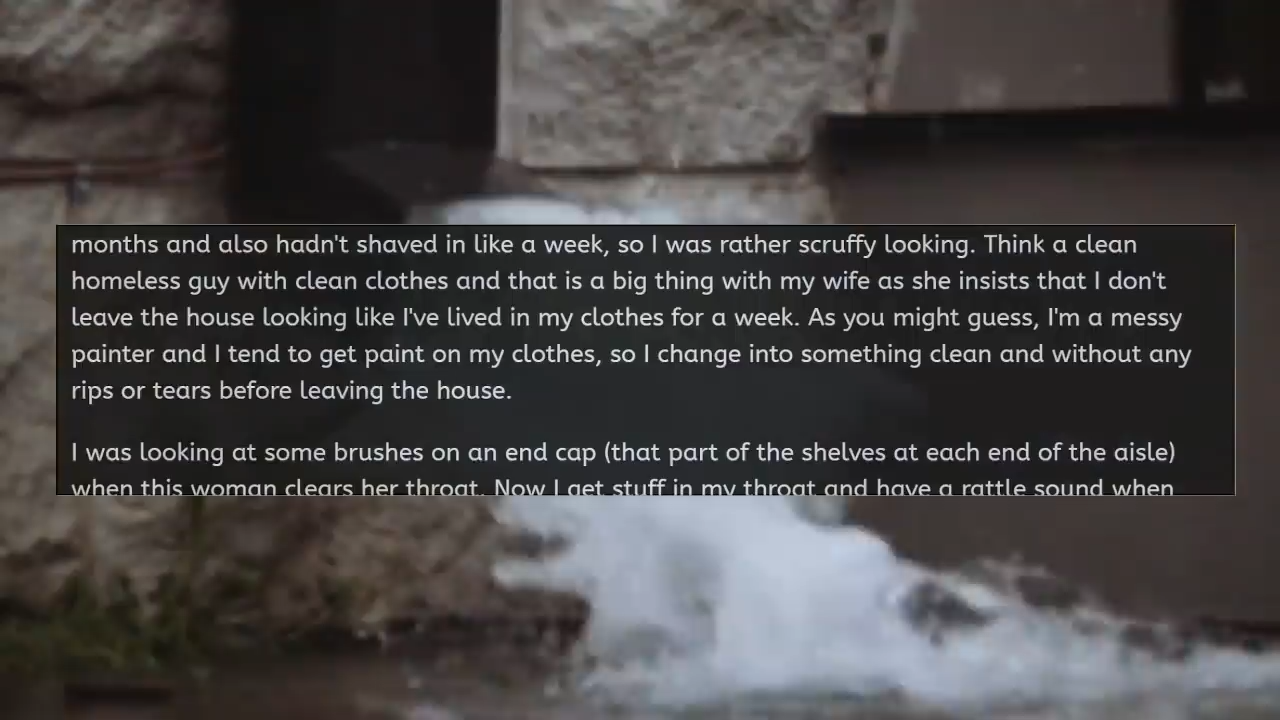 months and also hadn't shaved in like a week, so I was rather scruffy looking. Think a clean
homeless guy with clean clothes and that is a big thing with my wife as she insists that I don't
leave the house looking like I've lived in my clothes for a week. As you might guess, I'm a messy
painter and I tend to get paint on my clothes, so I change into something clean and without any
rips or tears before leaving the house.
I was looking at some brushes on an end cap (that part of the shelves at each end of the aisle)
when this woman clears her throat. Now I get stuff in my throat and have a rattle sound when